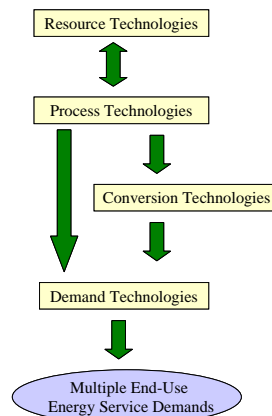 Resource Technologies
Process Technologies
Conversion Technologies
Demand Technologies
Multiple End-Use
Energy Service Demands